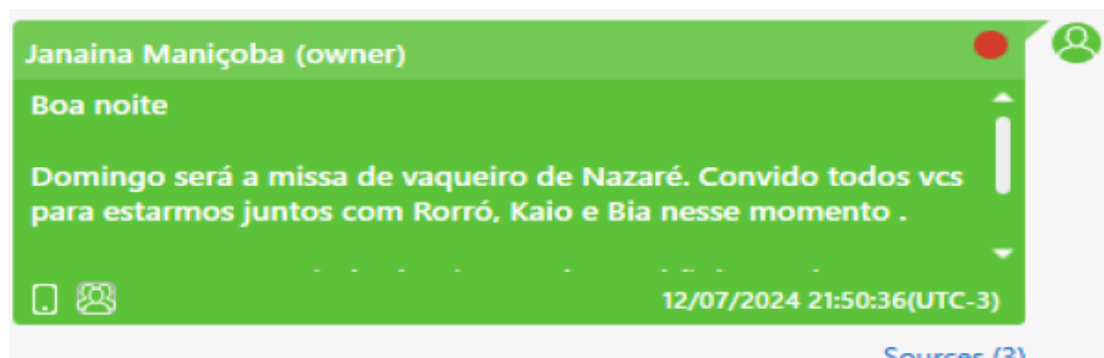 Janaina Maniçoba (owner)
Boa noite
Domingo será a missa de vaqueiro de Nazaré. Convido todos vcs
para estarmos juntos com Rorró, Kaio e Bia nesse momento .
12/07/2024 21:50:36(UTC-3)
Sources (3)